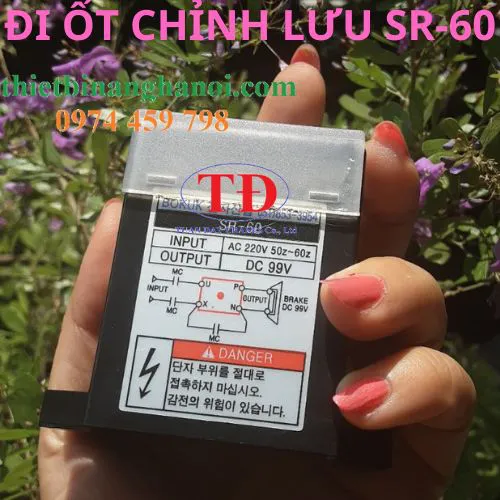 ĐI ỐT CHỈNH LƯU SR-60
thietbinanghanoi.com
0974 459 798
TĐ
SR-60
INPUT AC 220V 50z~60z
OUTPUT DC 99V
MC MC
INPUT U P OUTPUT BRAKE
X N DC 99V
MC
DANGER
단자 부위를 절대로
접촉하지 마십시오.
감전의 위험이 있습니다.